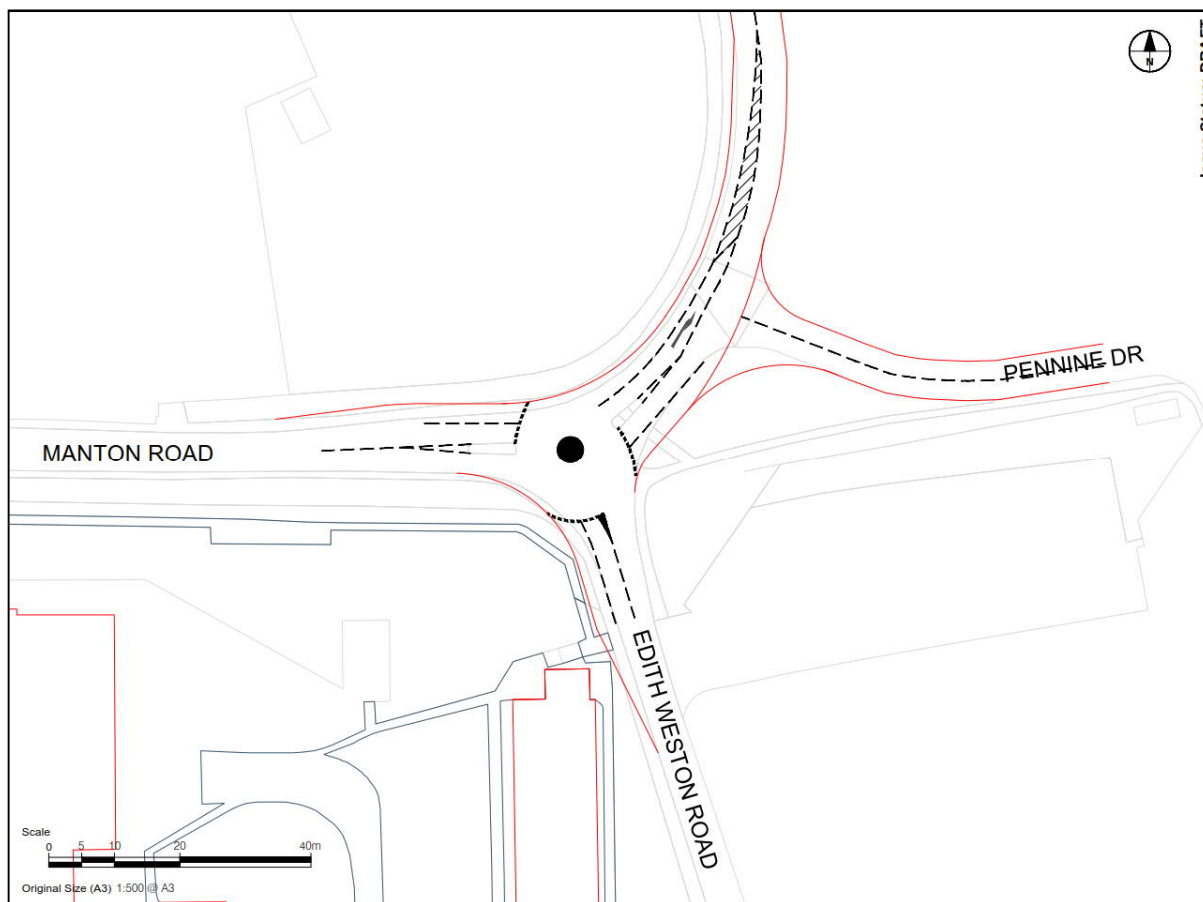 N
MANTON ROAD
PENNINE DR
EDITH WESTON ROAD
Scale
0 5 10 20 40m
Original Size (A3) 1:500 @ A3